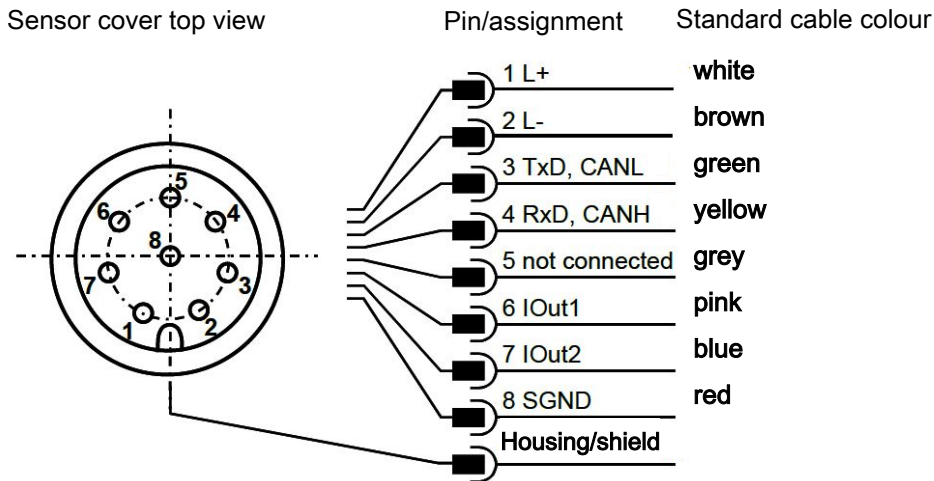 Sensor cover top view
Pin/assignment
Standard cable colour
5
6
4
8
7
3
1
2
1 L+ white
2 L- brown
3 TxD, CANL green
4 RxD, CANH yellow
5 not connected grey
6 IOut1 pink
7 IOut2 blue
8 SGND red
Housing/shield